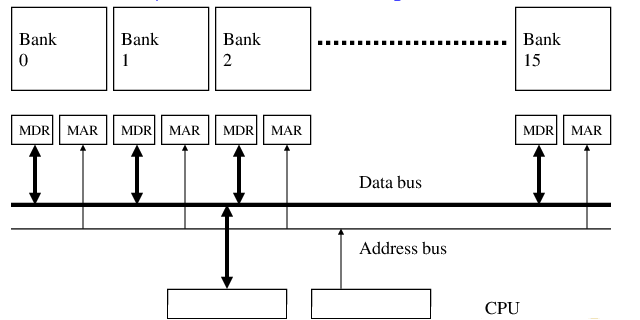 Bank
0
Bank
1
Bank
2
Bank
15
MDR MAR MDR MAR MDR MAR MDR MAR
Data bus
Address bus
CPU